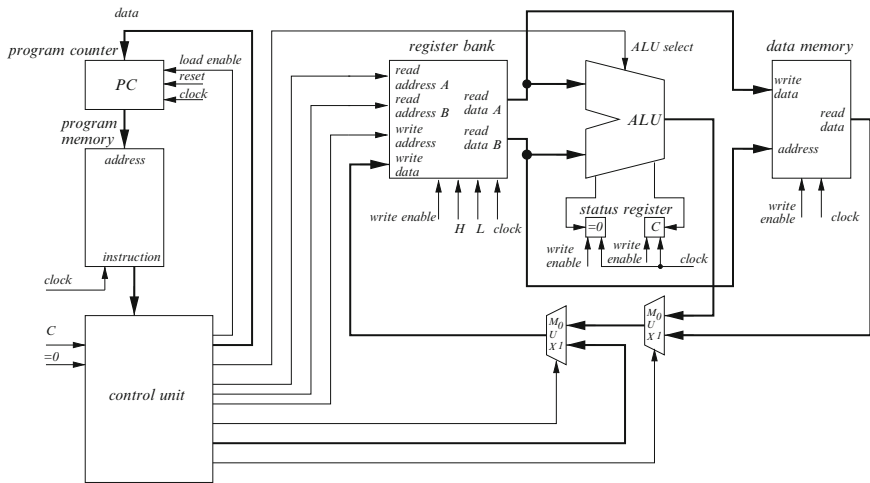 data
program counter
PC
load enable
reset
clock
program
memory
address
instruction
clock
C
=0
control unit
register bank
read
address A
read
address B
write
address
write
data
read
data A
read
data B
write enable
H
L
clock
ALU select
ALU
status register
=0
C
write
enable
write
enable
clock
data memory
write
data
read
data
address
write
enable
clock
M 0
U
X 1
M 0
U
X 1